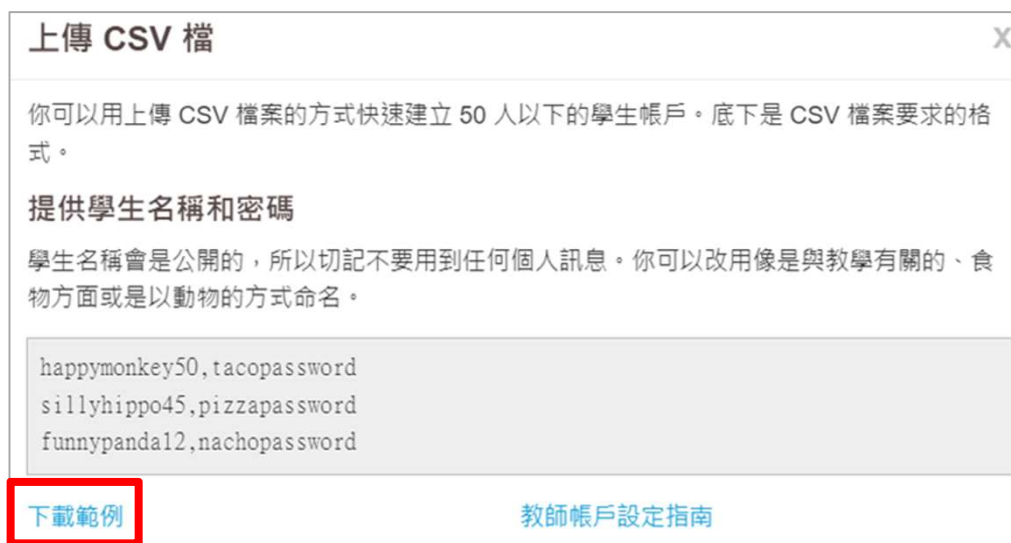 上傳 CSV 檔
X
你可以用上傳 CSV 檔案的方式快速建立 50 人以下的學生帳戶。底下是 CSV 檔案要求的格
式。
提供學生名稱和密碼
學生名稱會是公開的，所以切記不要用到任何個人訊息。你可以改用像是與教學有關的、食
物方面或是以動物的方式命名。
happymonkey50,tacopassword
sillyhippo45,pizzapassword
funnypanda12,nachopassword
下載範例
教師帳戶設定指南